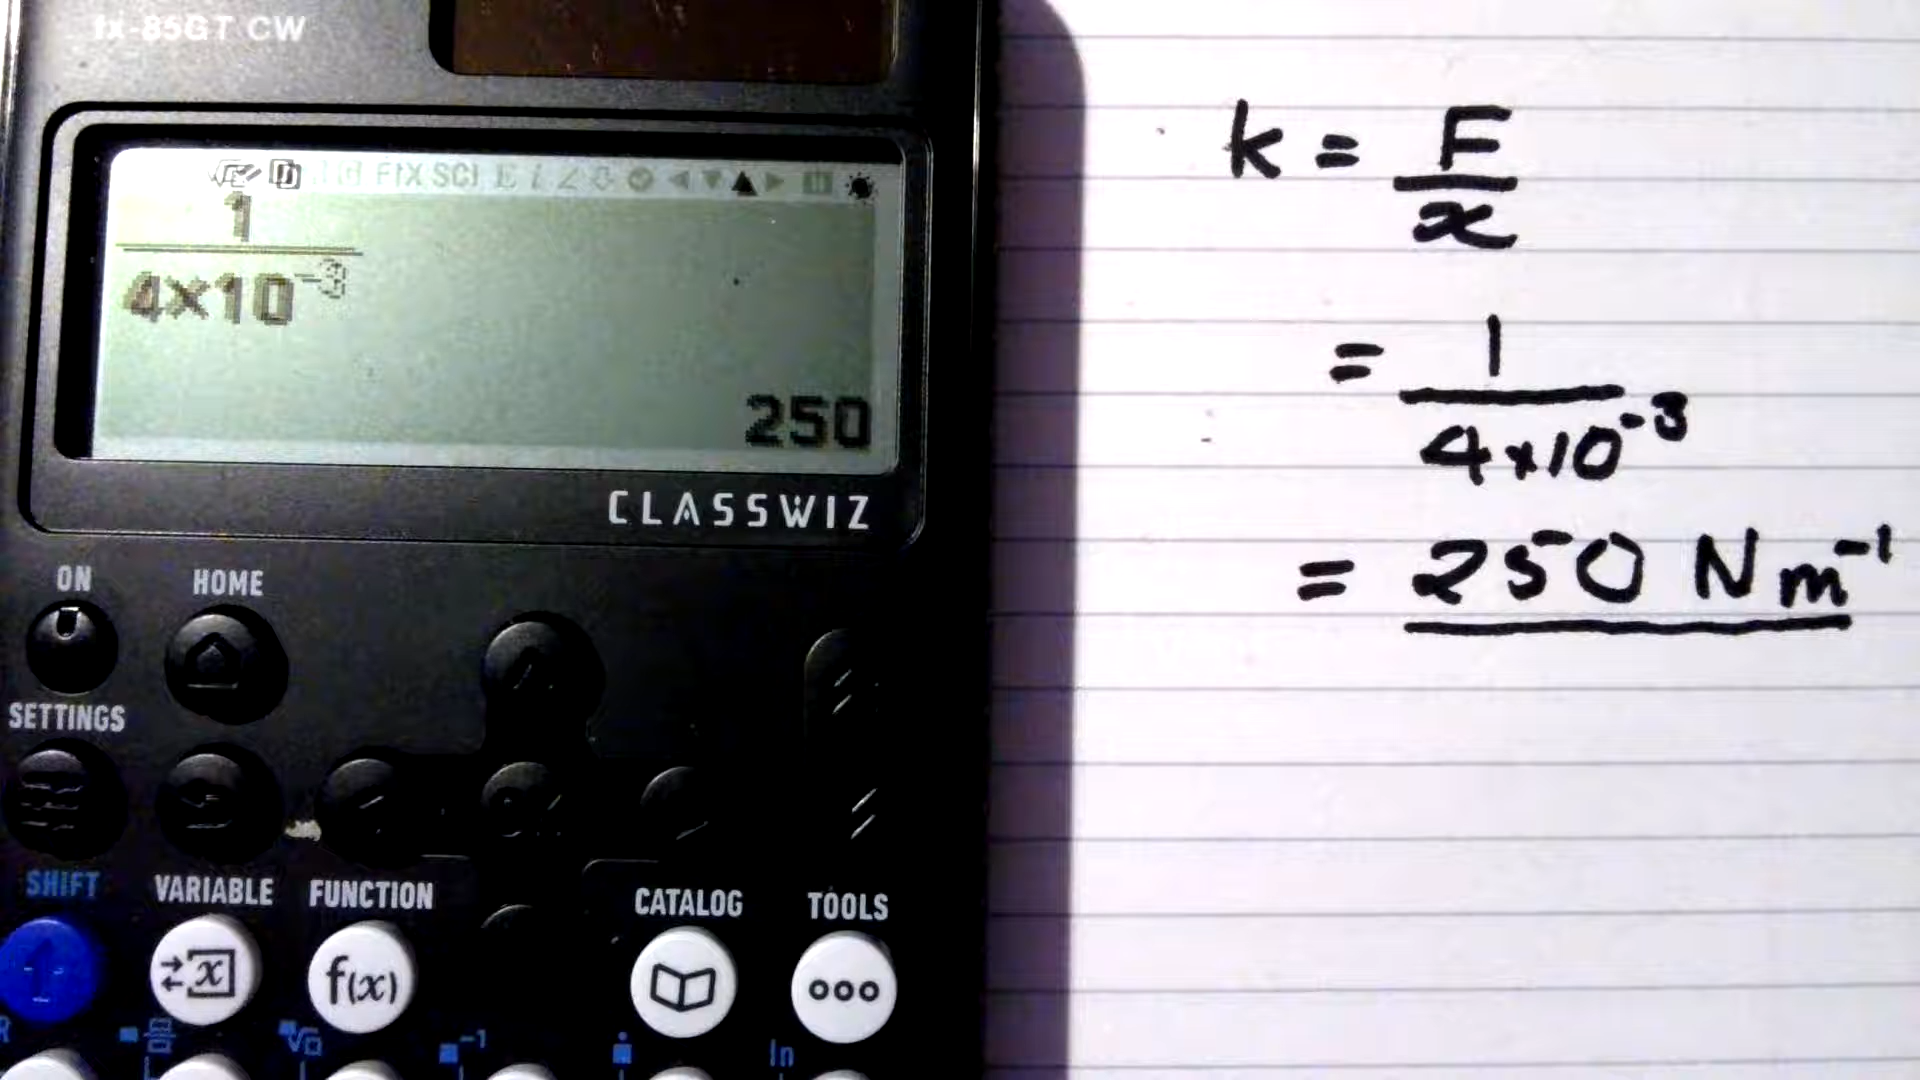 fx-85GT CW
FIX SCI E i ∠
1
4×10⁻³
250
CLASSWIZ
ON HOME
SETTINGS
SHIFT VARIABLE FUNCTION CATALOG TOOLS
x f(x)
R √ -1 i ln
k = F/x
= 1/4×10⁻³
= 250 Nm⁻¹